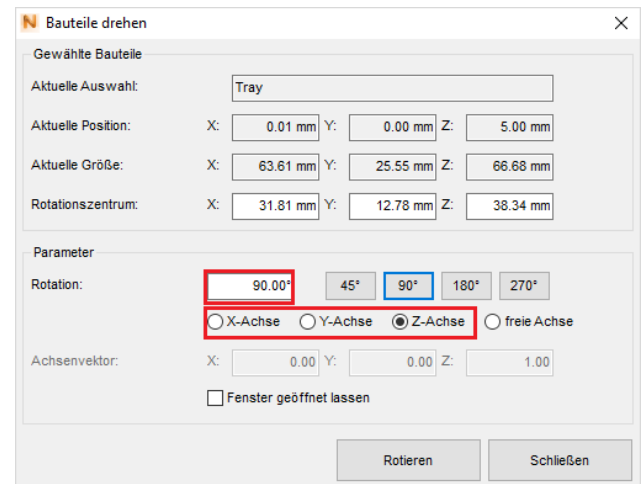 Bauteile drehen
Gewählte Bauteile
Aktuelle Auswahl: Tray
Aktuelle Position: X: 0.01 mm Y: 0.00 mm Z: 5.00 mm
Aktuelle Größe: X: 63.61 mm Y: 25.55 mm Z: 66.68 mm
Rotationszentrum: X: 31.81 mm Y: 12.78 mm Z: 38.34 mm
Parameter
Rotation: 90.00° 45° 90° 180° 270°
X-Achse Y-Achse Z-Achse freie Achse
Achsenvektor: X: 0.00 Y: 0.00 Z: 1.00
Fenster geöffnet lassen
Rotieren Schließen